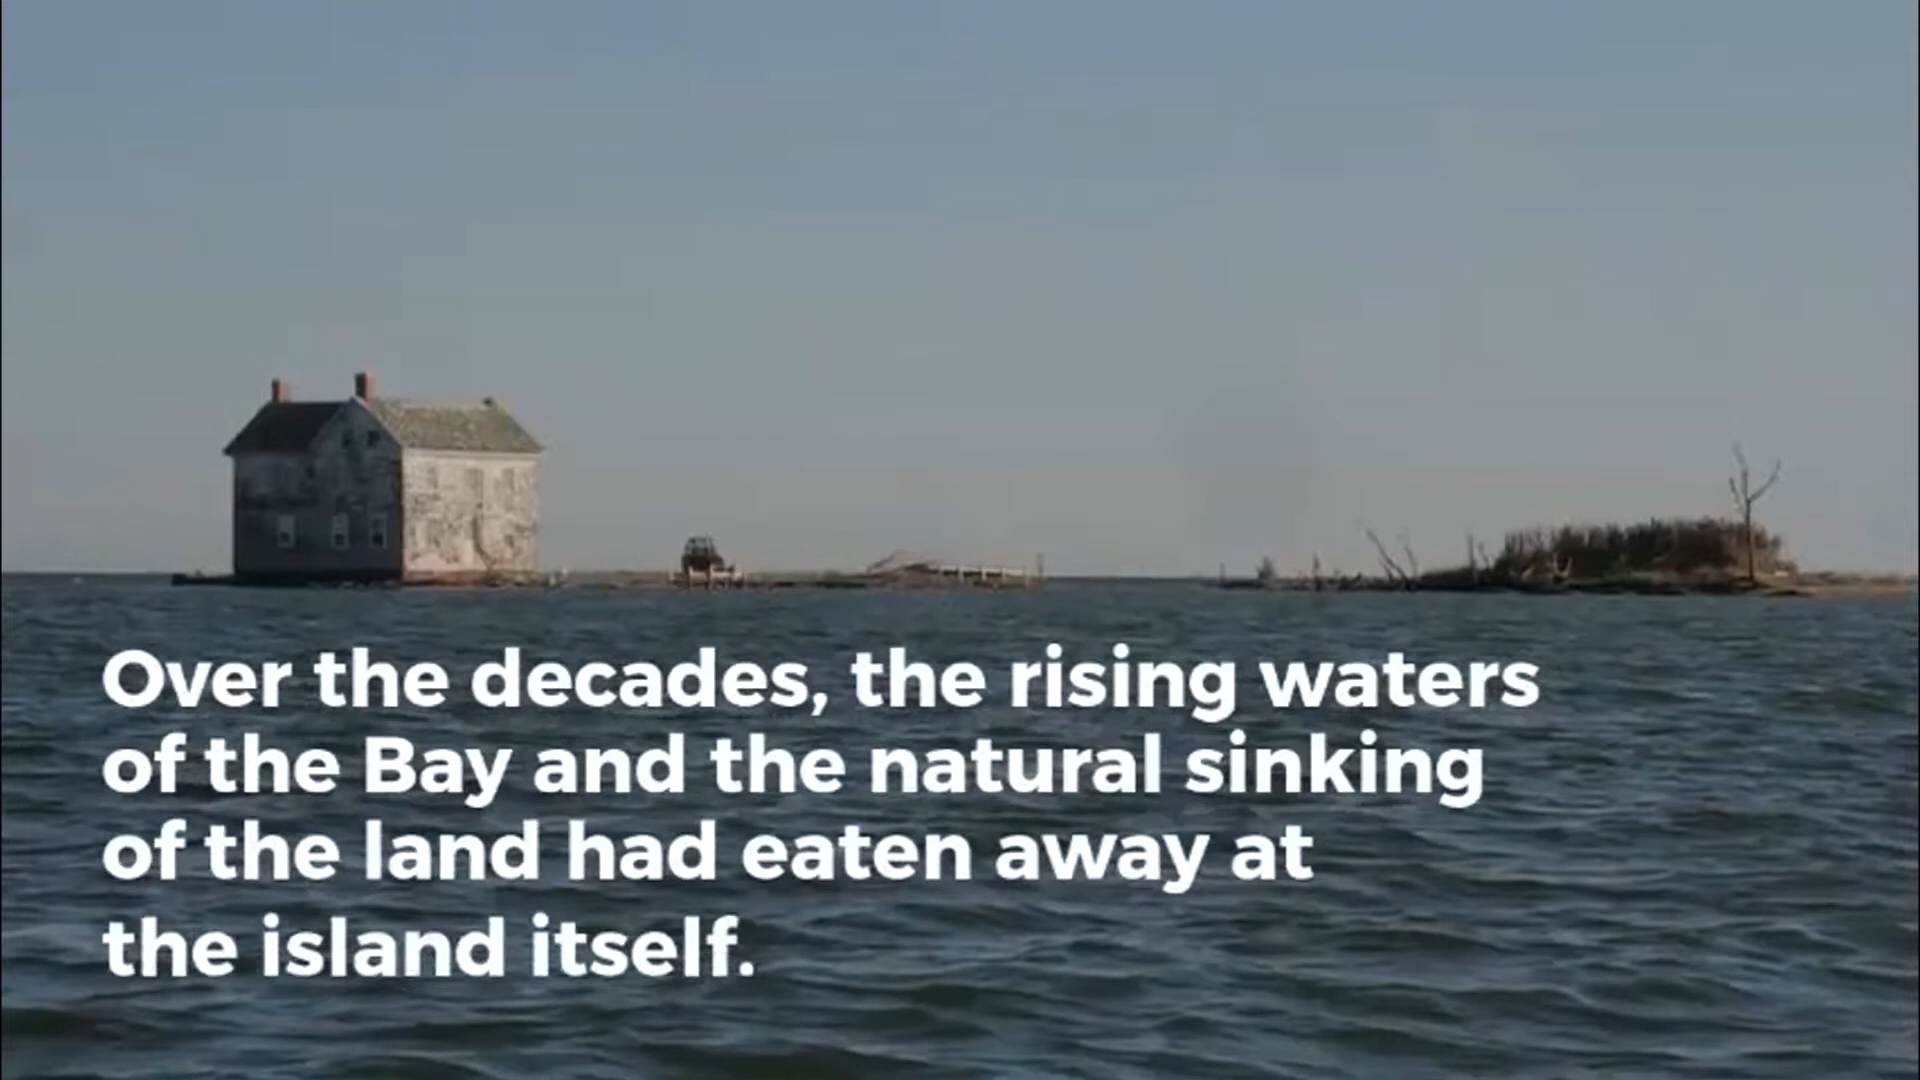 Over the decades, the rising waters
of the Bay and the natural sinking
of the land had eaten away at
the island itself.